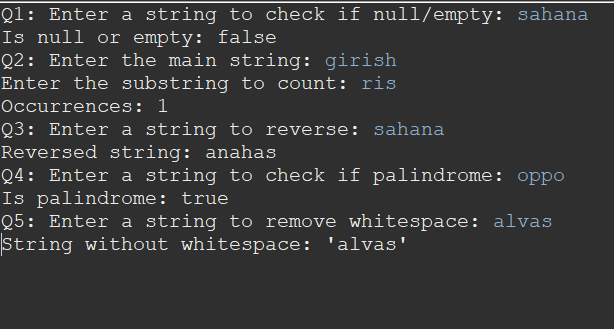 Q1: Enter a string to check if null/empty: sahana
Is null or empty: false
Q2: Enter the main string: girish
Enter the substring to count: ris
Occurrences: 1
Q3: Enter a string to reverse: sahana
Reversed string: anahas
Q4: Enter a string to check if palindrome: oppo
Is palindrome: true
Q5: Enter a string to remove whitespace: alvas
String without whitespace: 'alvas'